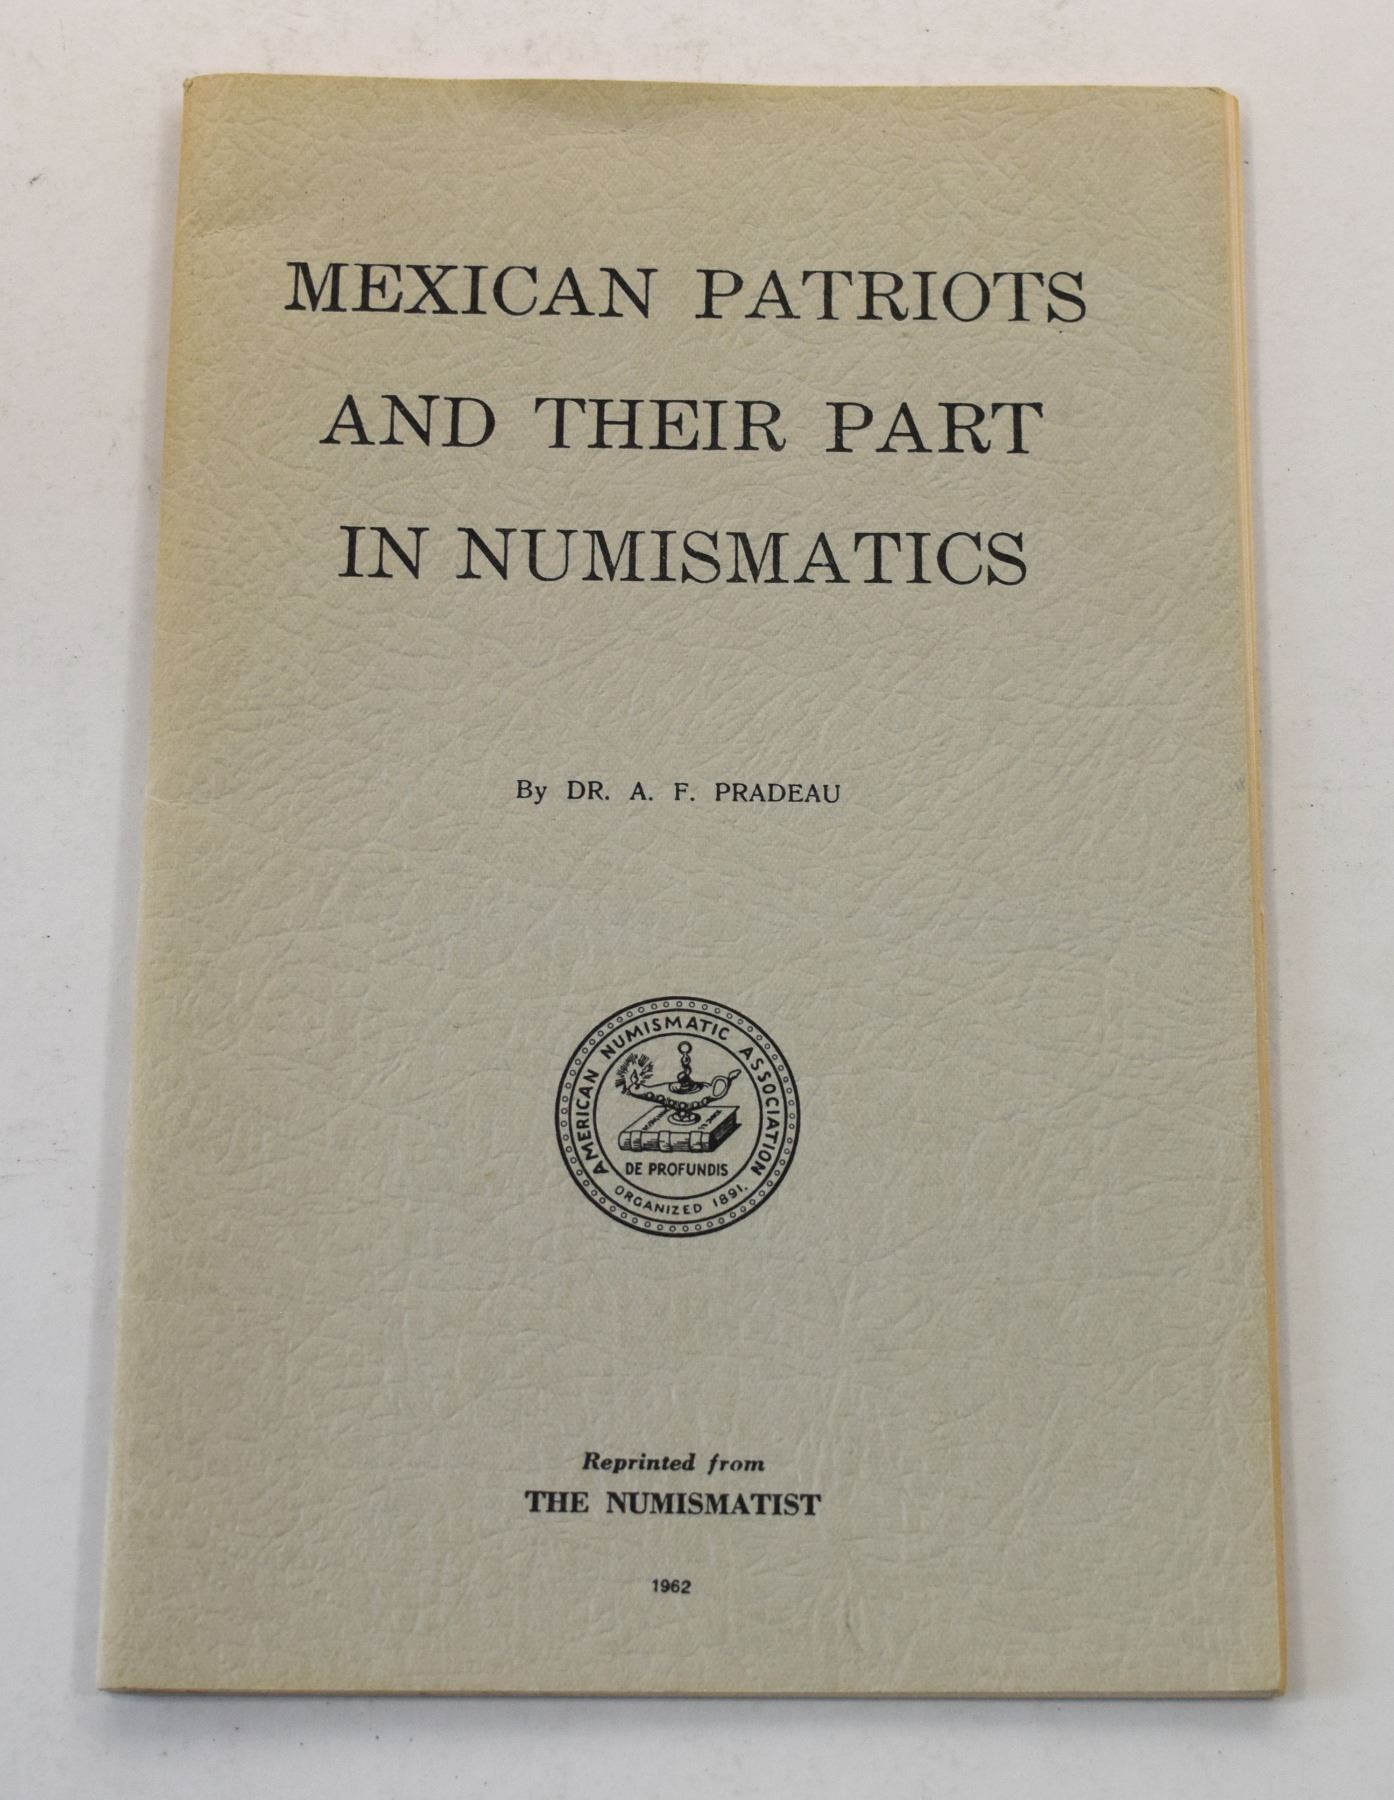 MEXICAN PATRIOTS
AND THEIR PART
IN NUMISMATICS
By DR. A. F. PRADEAU
AMERICAN NUMISMATIC ASSOCIATION
DE PROFUNDIS
ORGANIZED 1891.
Reprinted from
THE NUMISMATIST
1962